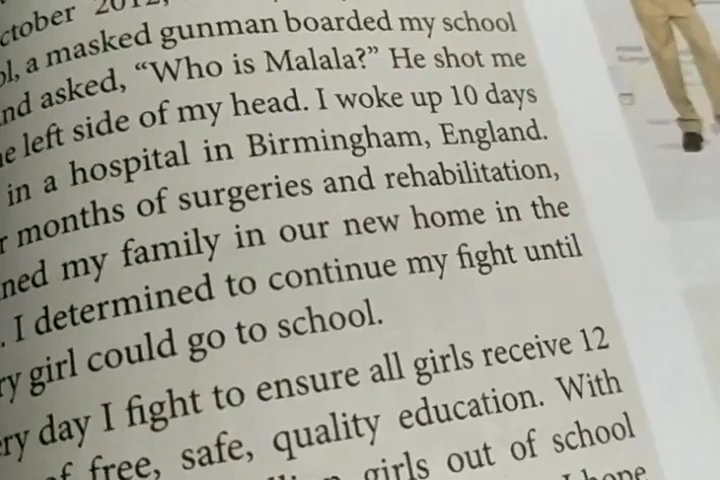 ctober 2012,
ol, a masked gunman boarded my school
nd asked, “Who is Malala?” He shot me
e left side of my head. I woke up 10 days
in a hospital in Birmingham, England.
r months of surgeries and rehabilitation,
ned my family in our new home in the
. I determined to continue my fight until
ry girl could go to school.
ry day I fight to ensure all girls receive 12
of free, safe, quality education. With
girls out of school
I hope